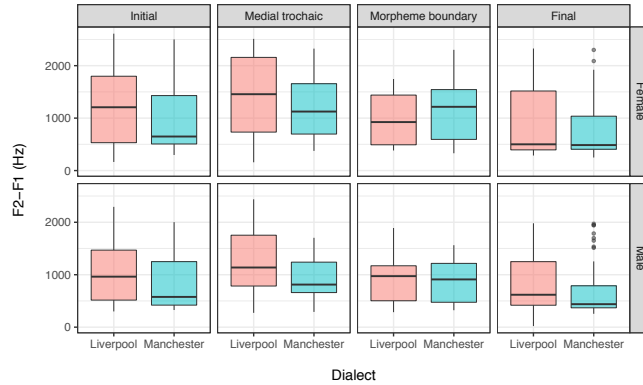 Initial Medial trochaic Morpheme boundary Final
2000
1000
0
Female
2000
1000
0
Male
F2−F1 (Hz)
Liverpool Manchester Liverpool Manchester Liverpool Manchester Liverpool Manchester
Dialect